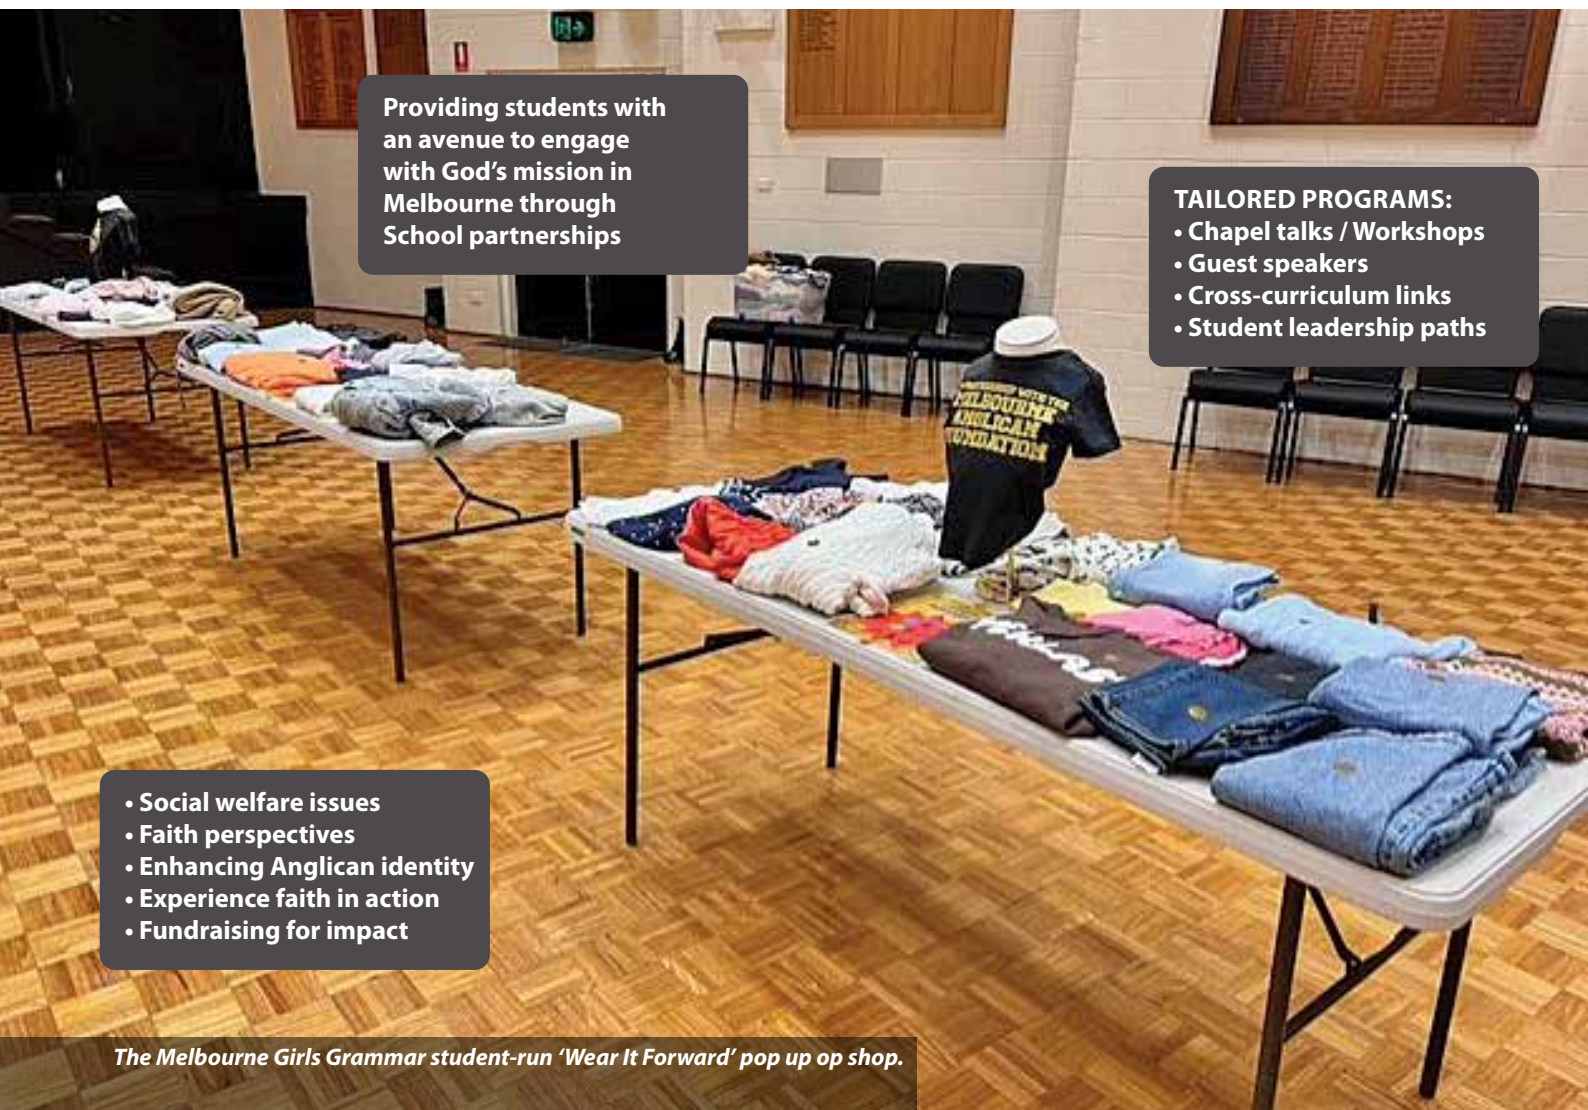 Providing students with
an avenue to engage
with God’s mission in
Melbourne through
School partnerships
TAILORED PROGRAMS:
• Chapel talks / Workshops
• Guest speakers
• Cross-curriculum links
• Student leadership paths
WITH THE
MELBOURNE
ANGLICAN
FOUNDATION
• Social welfare issues
• Faith perspectives
• Enhancing Anglican identity
• Experience faith in action
• Fundraising for impact
The Melbourne Girls Grammar student-run ‘Wear It Forward’ pop up op shop.